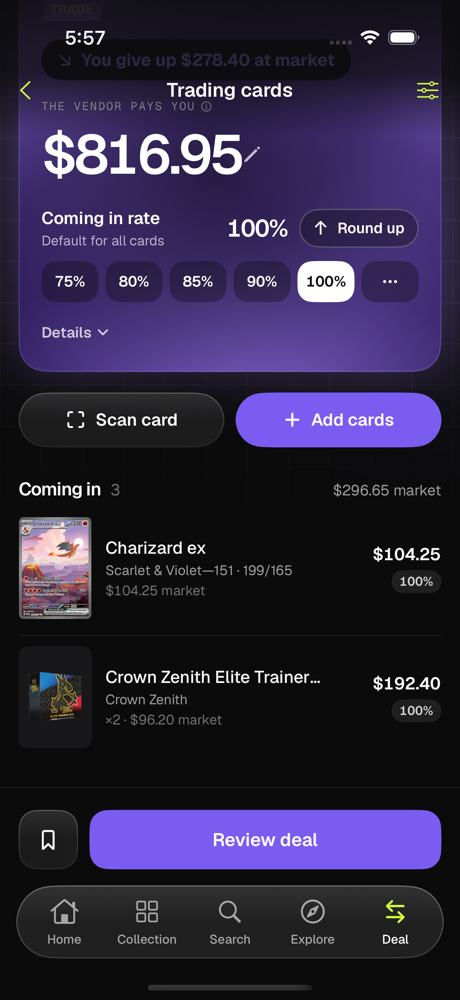 TRADE
5:57
You give up $278.40 at market
Trading cards
THE VENDOR PAYS YOU
$816.95
Coming in rate
100%
Round up
Default for all cards
75%
80%
85%
90%
100%
...
Details
Scan card
+ Add cards
Coming in 3
$296.65 market
Charizard ex
$104.25
Scarlet & Violet—151 · 199/165
100%
$104.25 market
Crown Zenith Elite Trainer...
$192.40
Crown Zenith
100%
×2 · $96.20 market
Review deal
Home
Collection
Search
Explore
Deal